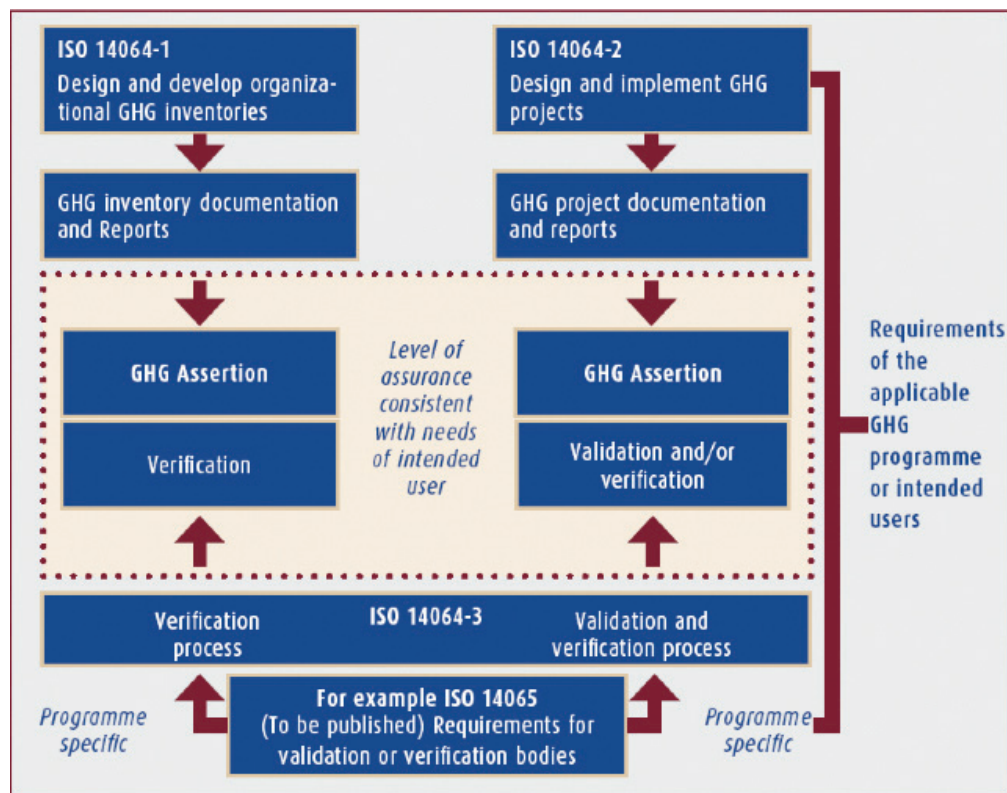 ISO 14064-1
Design and develop organiza-
tional GHG inventories
ISO 14064-2
Design and implement GHG
projects
GHG inventory documentation
and Reports
GHG project documentation
and reports
GHG Assertion
Verification
Level of
assurance
consistent
with needs
of intended
user
GHG Assertion
Validation and/or
verification
Requirements
of the
applicable
GHG
programme
or intended
users
Verification
process
ISO 14064-3
Validation and
verification process
Programme
specific
For example ISO 14065
(To be published) Requirements for
validation or verification bodies
Programme
specific